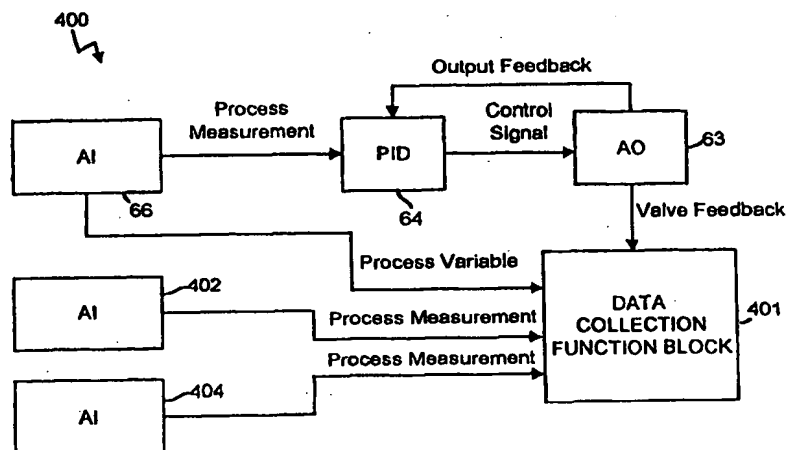 400
Output Feedback
Process
Measurement
Control
Signal
AI
PID
AO
63
66
64
Valve Feedback
Process Variable
402
AI
Process Measurement
DATA
COLLECTION
FUNCTION BLOCK
401
Process Measurement
404
AI